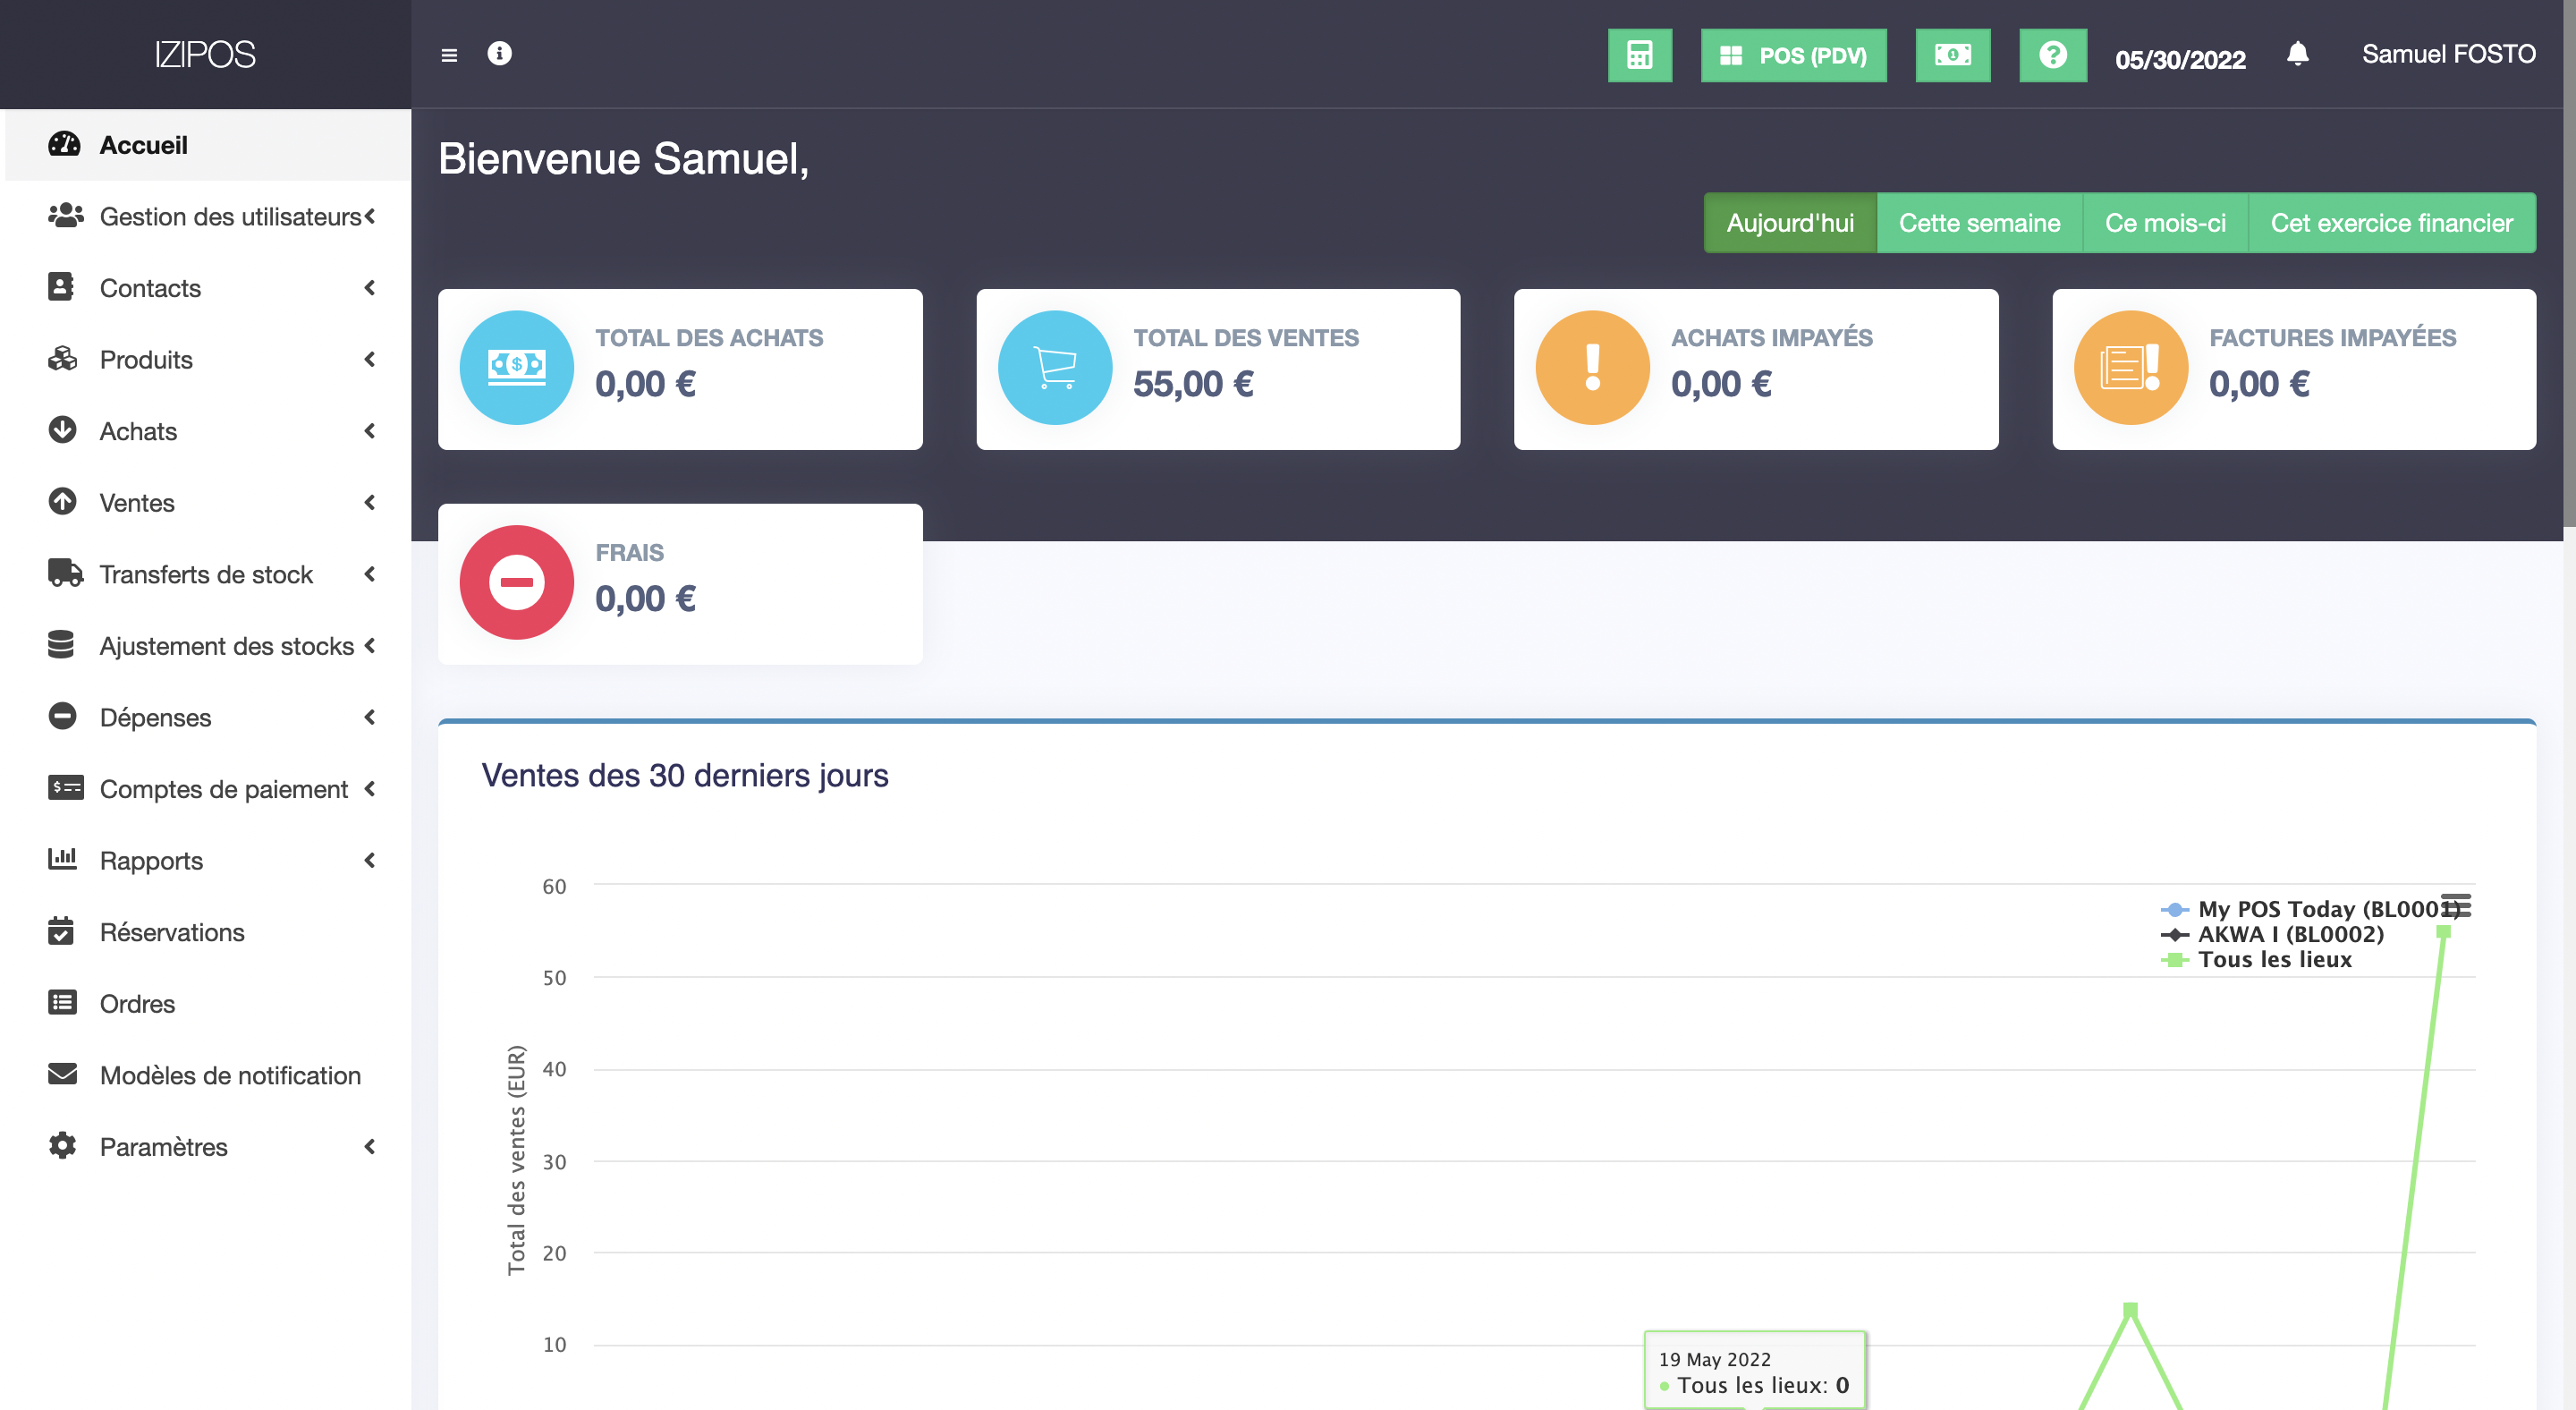 IZIPOS
POS (PDV)
05/30/2022
Samuel FOSTO
Accueil
Gestion des utilisateurs
Contacts
Produits
Achats
Ventes
Transferts de stock
Ajustement des stocks
Dépenses
Comptes de paiement
Rapports
Réservations
Ordres
Modèles de notification
Paramètres
Bienvenue Samuel,
Aujourd'hui
Cette semaine
Ce mois-ci
Cet exercice financier
TOTAL DES ACHATS
0,00 €
TOTAL DES VENTES
55,00 €
ACHATS IMPAYÉS
0,00 €
FACTURES IMPAYÉES
0,00 €
FRAIS
0,00 €
Ventes des 30 derniers jours
Total des ventes (EUR)
60
50
40
30
20
10
My POS Today (BL0001)
AKWA I (BL0002)
Tous les lieux
19 May 2022
Tous les lieux: 0